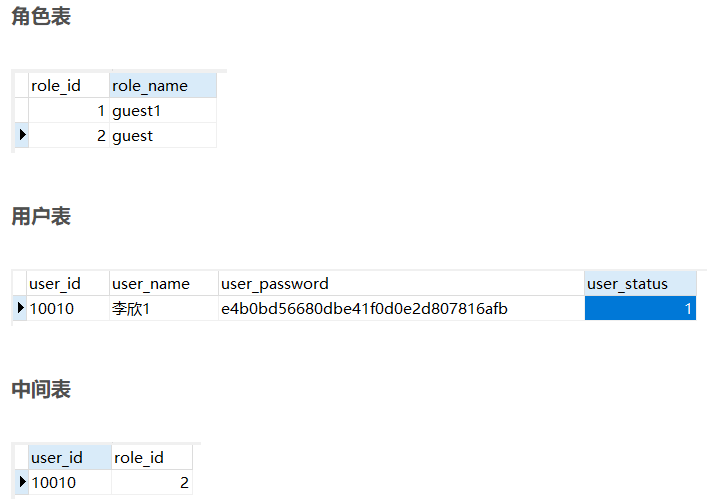 角色表
role_id role_name
1 guest1
2 guest
用户表
user_id user_name user_password user_status
10010 李欣1 e4b0bd56680dbe41f0d0e2d807816afb 1
中间表
user_id role_id
10010 2